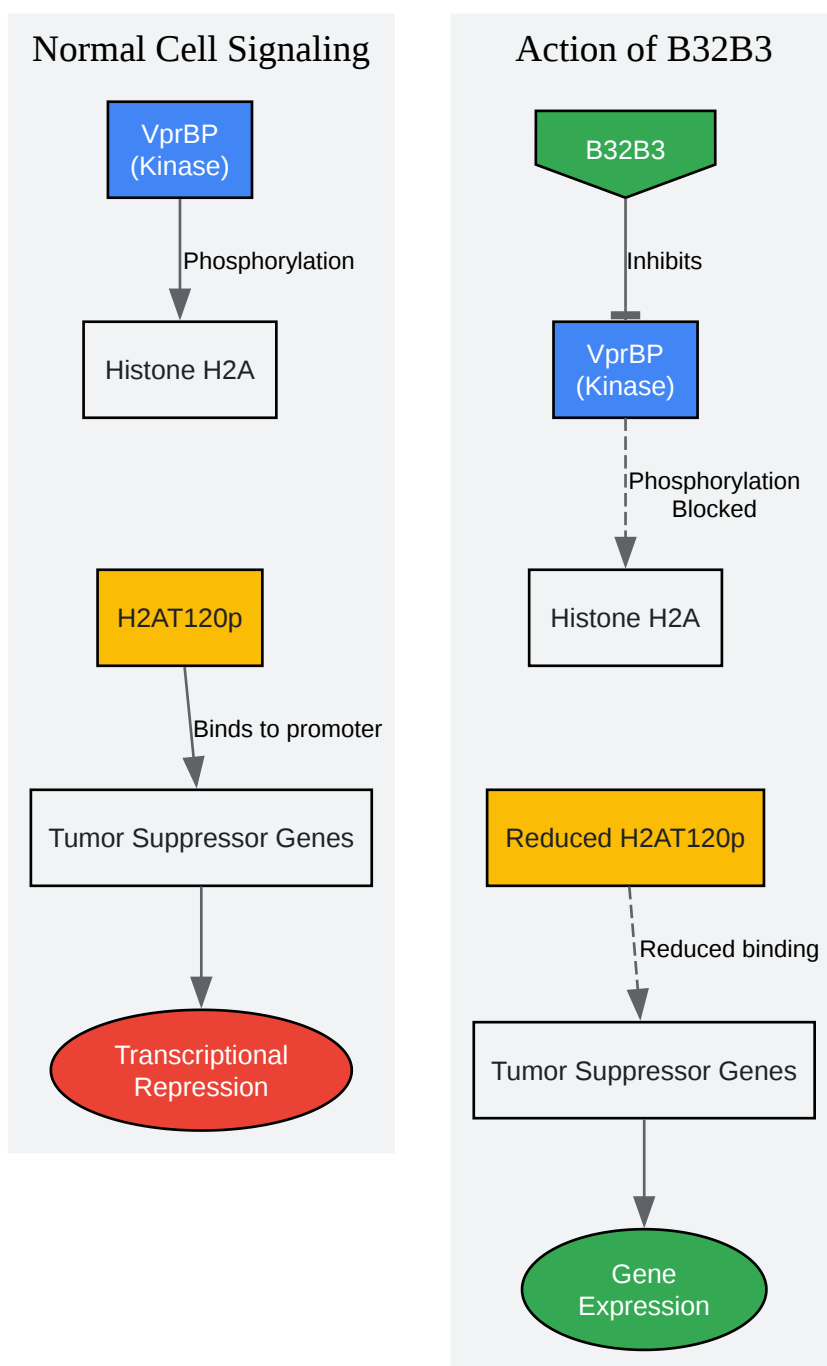 Normal Cell Signaling
VprBP
(Kinase)
Phosphorylation
Histone H2A
H2AT120p
Binds to promoter
Tumor Suppressor Genes
Transcriptional
Repression
Action of B32B3
B32B3
Inhibits
VprBP
(Kinase)
Phosphorylation
Blocked
Histone H2A
Reduced H2AT120p
Reduced binding
Tumor Suppressor Genes
Gene
Expression